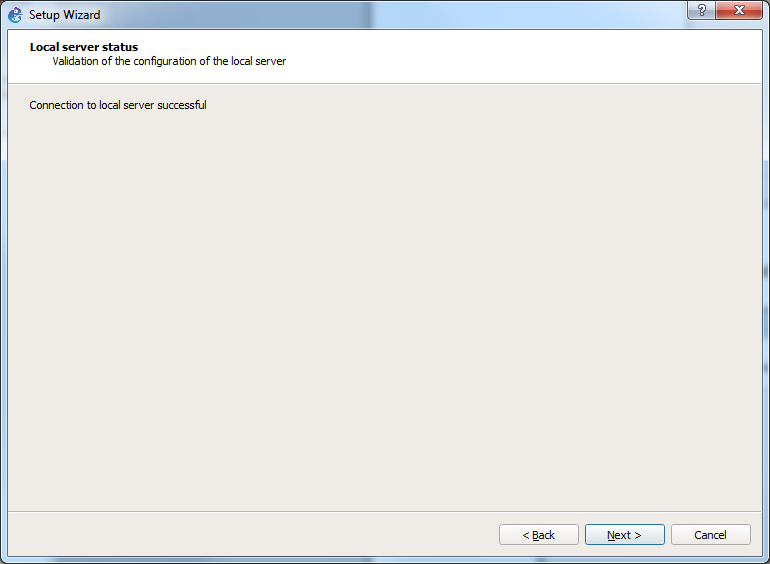 Setup Wizard
?
Local server status
Validation of the configuration of the local server
Connection to local server successful
< Back
Next >
Cancel